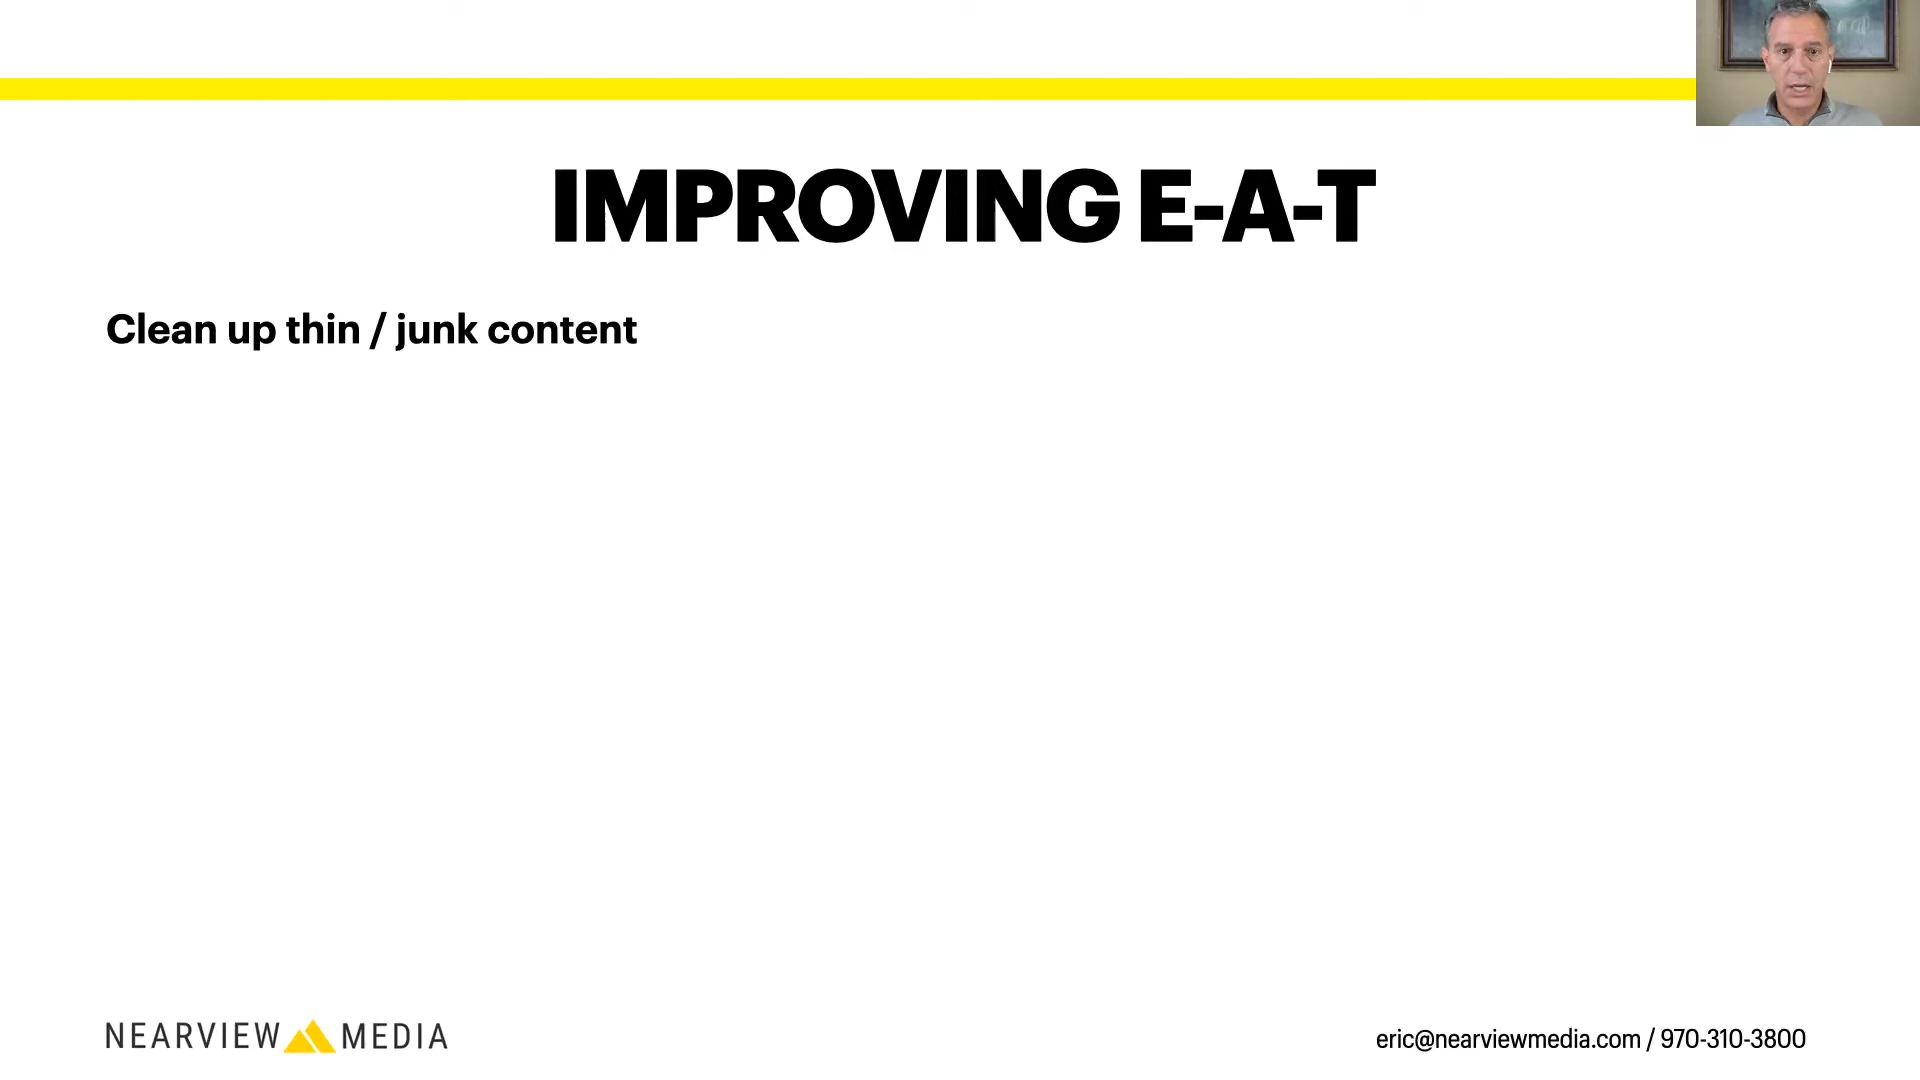 IMPROVING E-A-T
Clean up thin / junk content
NEARVIEW MEDIA
eric@nearviewmedia.com / 970-310-3800